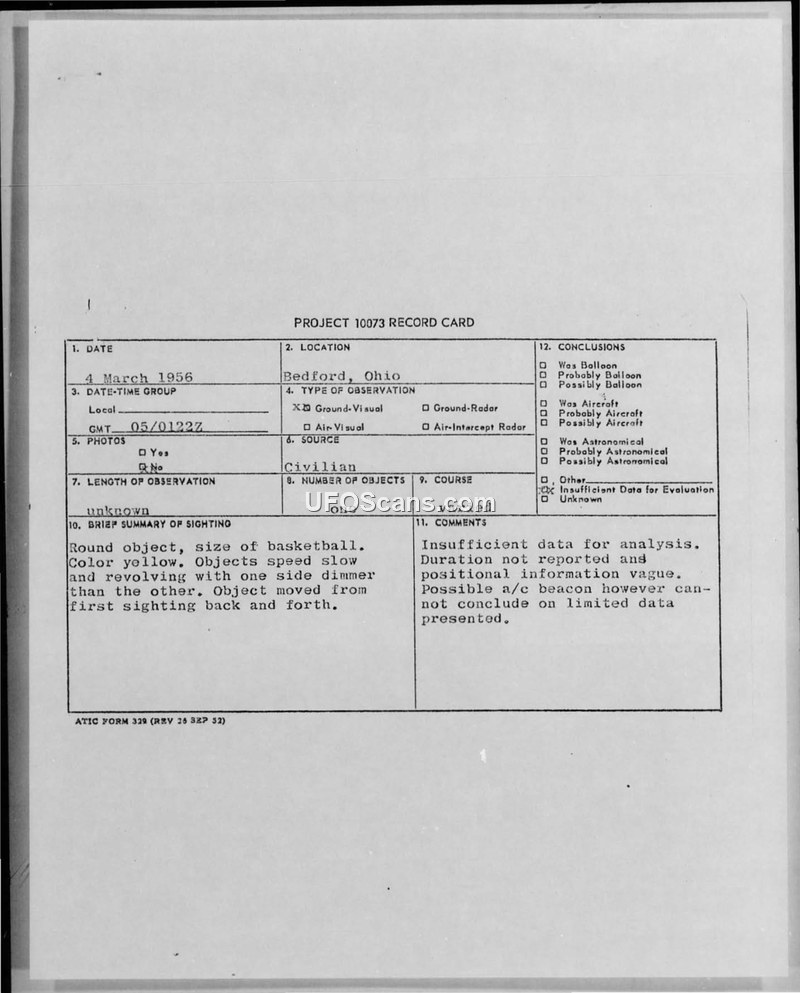 PROJECT 10073 RECORD CARD
1. DATE
4 March 1956
2. LOCATION
Bedford, Ohio
3. DATE-TIME GROUP
Local
GMT 05/0122Z
4. TYPE OF OBSERVATION
XX Ground-Visual
Ground-Radar
Air-Visual
Air-Intercept Radar
5. PHOTOS
Yes
No
6. SOURCE
Civilian
7. LENGTH OF OBSERVATION
unknown
8. NUMBER OF OBJECTS
one
9. COURSE
10. BRIEF SUMMARY OF SIGHTING
Round object, size of basketball.
Color yellow. Objects speed slow
and revolving with one side dimmer
than the other. Object moved from
first sighting back and forth.
11. COMMENTS
Insufficient data for analysis.
Duration not reported and
positional information vague.
Possible a/c beacon however can-
not conclude on limited data
presented.
12. CONCLUSIONS
Was Balloon
Probably Balloon
Possibly Balloon
Was Aircraft
Probably Aircraft
Possibly Aircraft
Was Astronomical
Probably Astronomical
Possibly Astronomical
Other
Insufficient Data for Evaluation
Unknown
ATIC FORM 329 (REV 26 SEP 52)
UFOScans.com